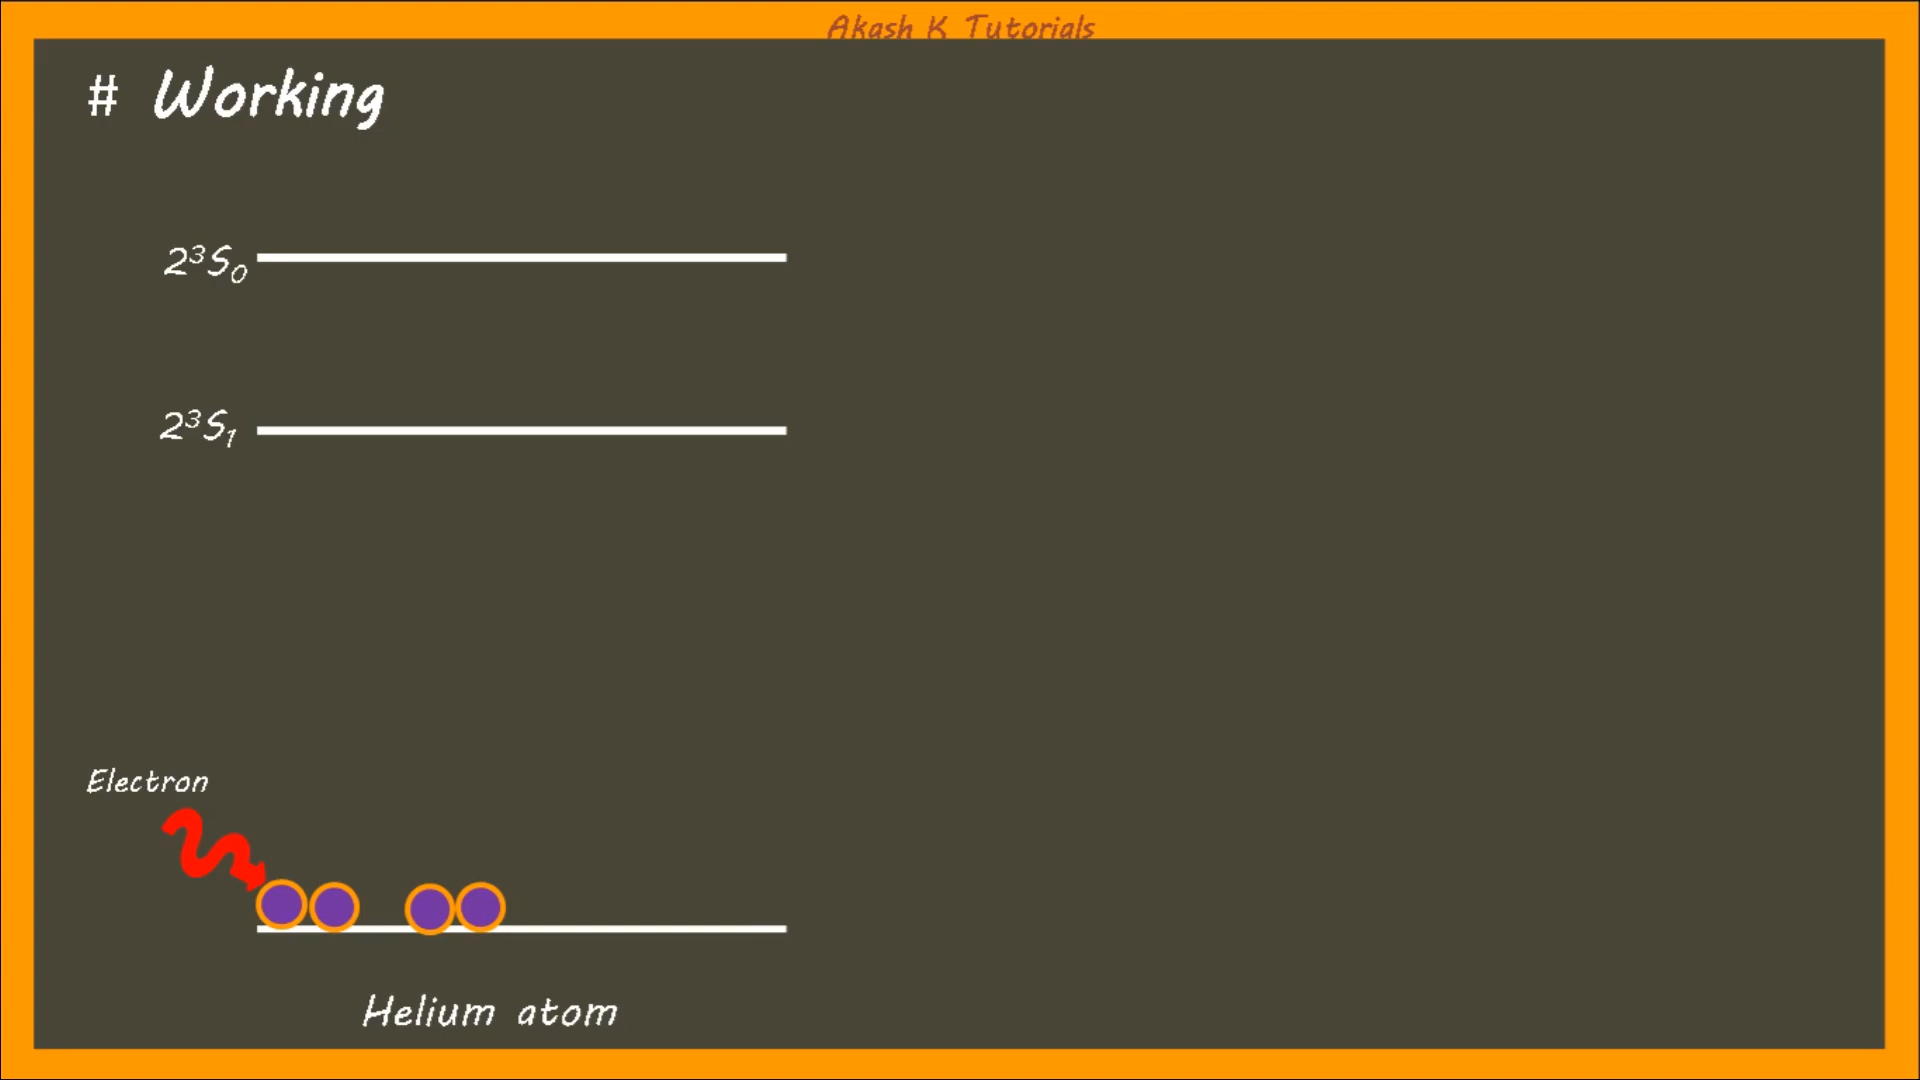 Akash K Tutorials
# Working
2³S₀
2³S₁
Electron
Helium atom